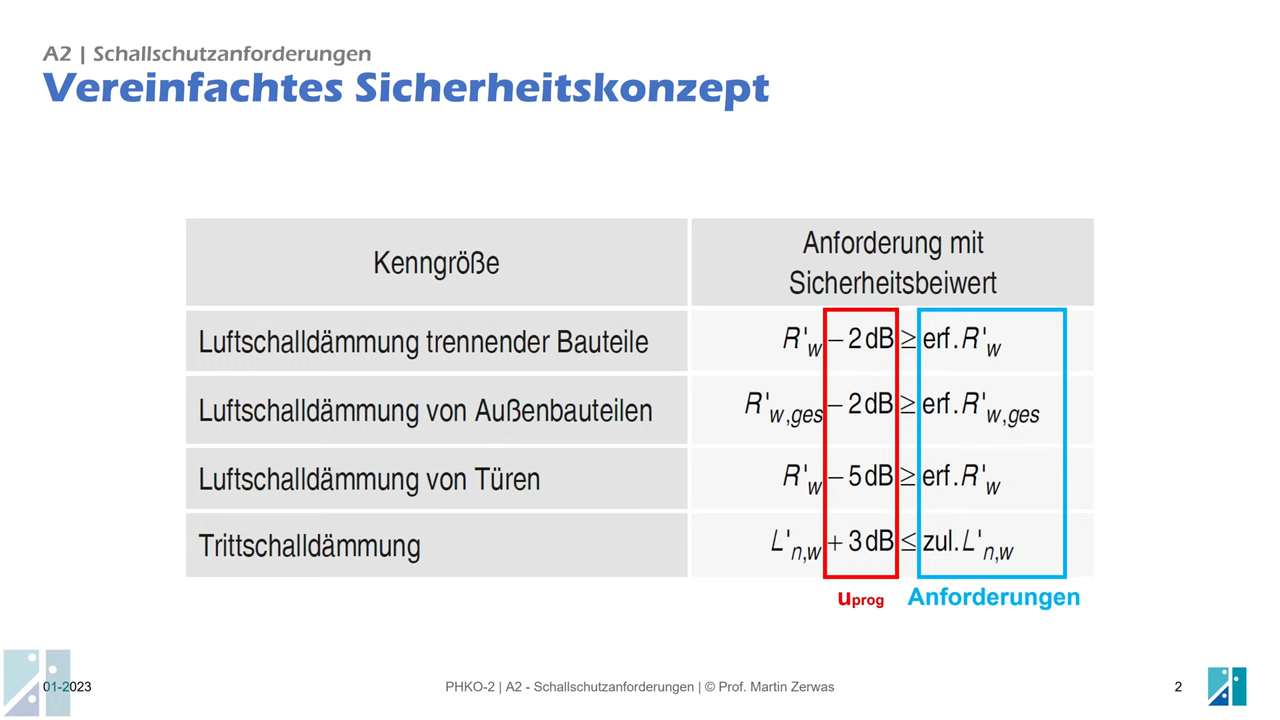 A2 | Schallschutzanforderungen
Vereinfachtes Sicherheitskonzept
Kenngröße
Anforderung mit
Sicherheitsbeiwert
Luftschalldämmung trennender Bauteile
R'w − 2 dB ≥ erf. R'w
Luftschalldämmung von Außenbauteilen
R'w,ges − 2 dB ≥ erf. R'w,ges
Luftschalldämmung von Türen
R'w − 5 dB ≥ erf. R'w
Trittschalldämmung
L'n,w + 3 dB ≤ zul. L'n,w
uprog
Anforderungen
01-2023
PHKO-2 | A2 - Schallschutzanforderungen | © Prof. Martin Zerwas
2